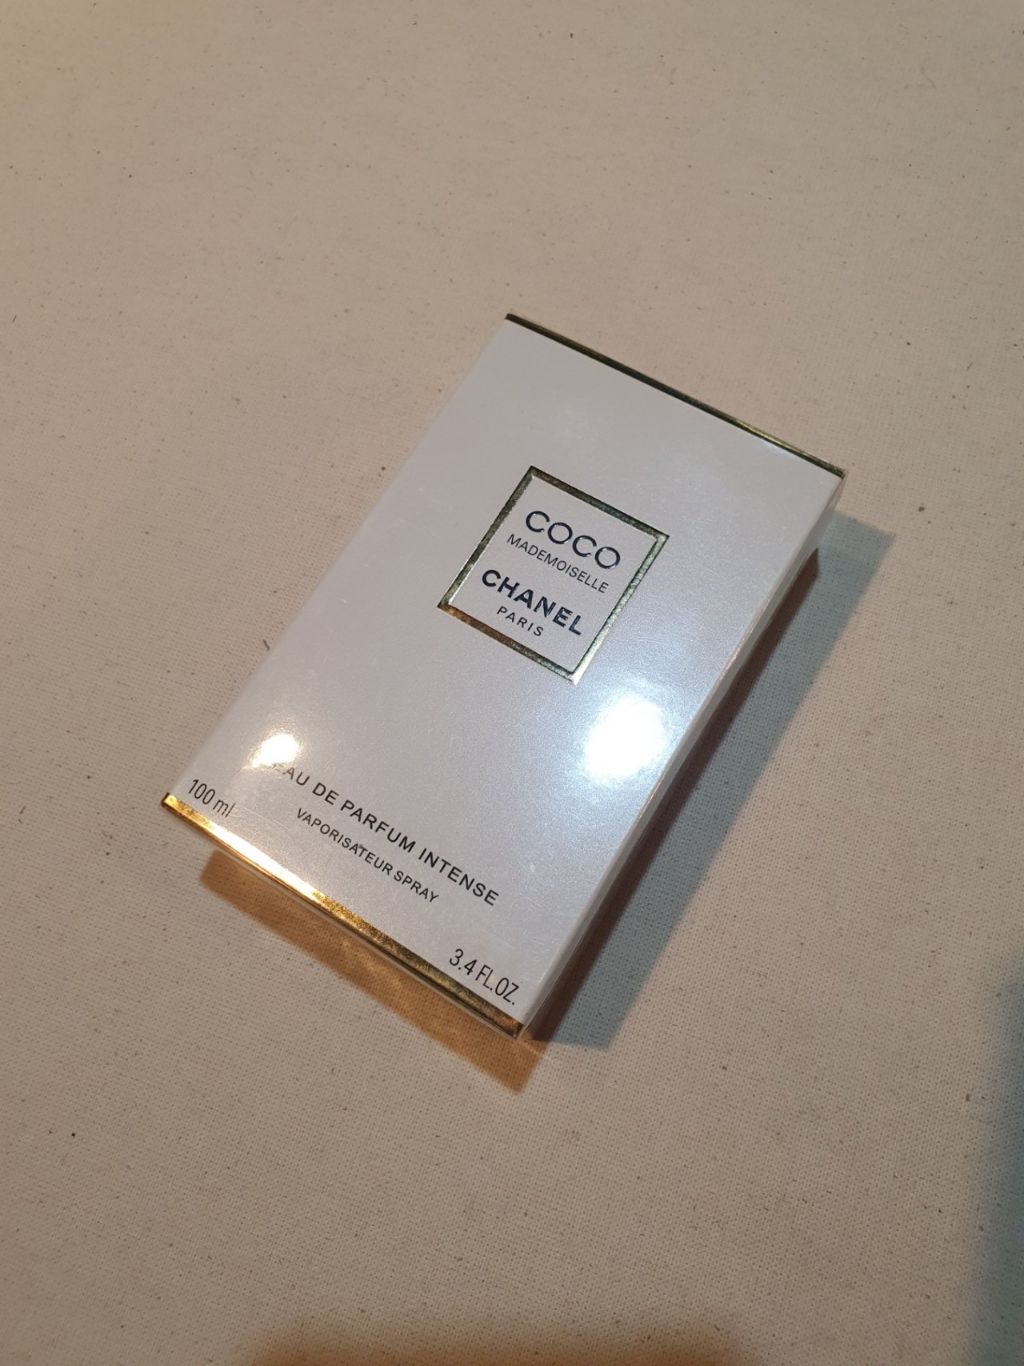 COCO
MADEMOISELLE
CHANEL
PARIS
EAU DE PARFUM INTENSE
VAPORISATEUR SPRAY
100 ml
3.4 FL.OZ.